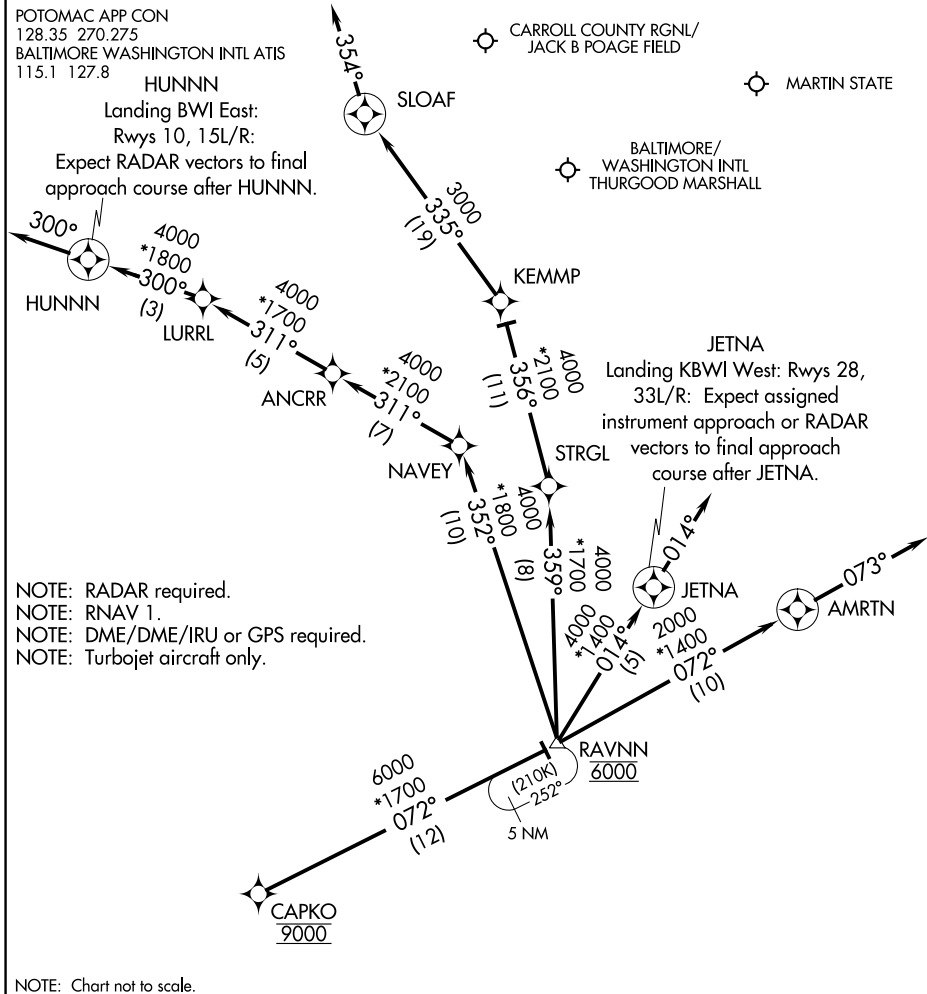 POTOMAC APP CON
128.35 270.275
BALTIMORE WASHINGTON INTL ATIS
115.1 127.8
HUNNN
Landing BWI East:
Rwys 10, 15L/R:
Expect RADAR vectors to final
approach course after HUNNN.
354°
SLOAF
CARROLL COUNTY RGNL/
JACK B POAGE FIELD
MARTIN STATE
BALTIMORE/
WASHINGTON INTL
THURGOOD MARSHALL
3000
335°
(19)
KEMMP
300°
HUNNN
4000
*1800
300°
(3)
LURRL
4000
*1700
311°
(5)
ANCRR
4000
*2100
311°
(7)
NAVEY
4000
*2100
356°
(11)
STRGL
JETNA
Landing KBWI West: Rwys 28,
33L/R: Expect assigned
instrument approach or RADAR
vectors to final approach
course after JETNA.
4000
*1800
352°
(10)
4000
*1700
359°
(8)
014°
JETNA
4000
*1400
014°
(5)
073°
AMRTN
2000
*1400
072°
(10)
NOTE: RADAR required.
NOTE: RNAV 1.
NOTE: DME/DME/IRU or GPS required.
NOTE: Turbojet aircraft only.
RAVNN
6000
(210K)
252°
5 NM
6000
*1700
072°
(12)
CAPKO
9000
NOTE: Chart not to scale.